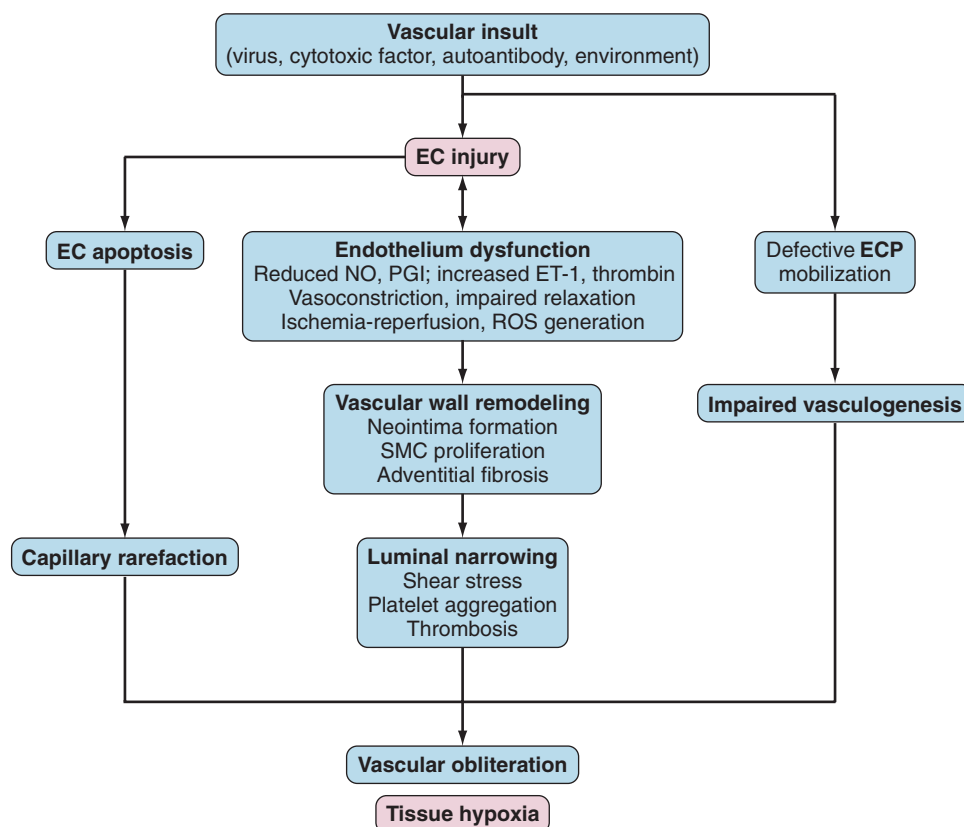 Vascular insult
(virus, cytotoxic factor, autoantibody, environment)
EC injury
EC apoptosis
Endothelium dysfunction
Reduced NO, PGI; increased ET-1, thrombin
Vasoconstriction, impaired relaxation
Ischemia-reperfusion, ROS generation
Defective ECP
mobilization
Vascular wall remodeling
Neointima formation
SMC proliferation
Adventitial fibrosis
Impaired vasculogenesis
Capillary rarefaction
Luminal narrowing
Shear stress
Platelet aggregation
Thrombosis
Vascular obliteration
Tissue hypoxia